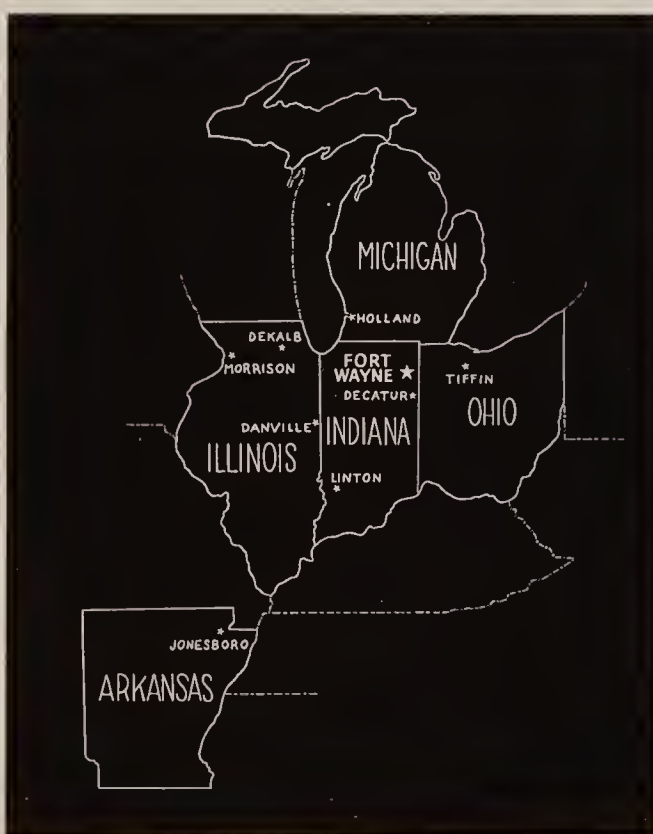 MICHIGAN
HOLLAND
DEKALB
MORRISON
FORT
WAYNE
DECATUR
TIFFIN
OHIO
DANVILLE
INDIANA
ILLINOIS
LINTON
JONESBORO
ARKANSAS